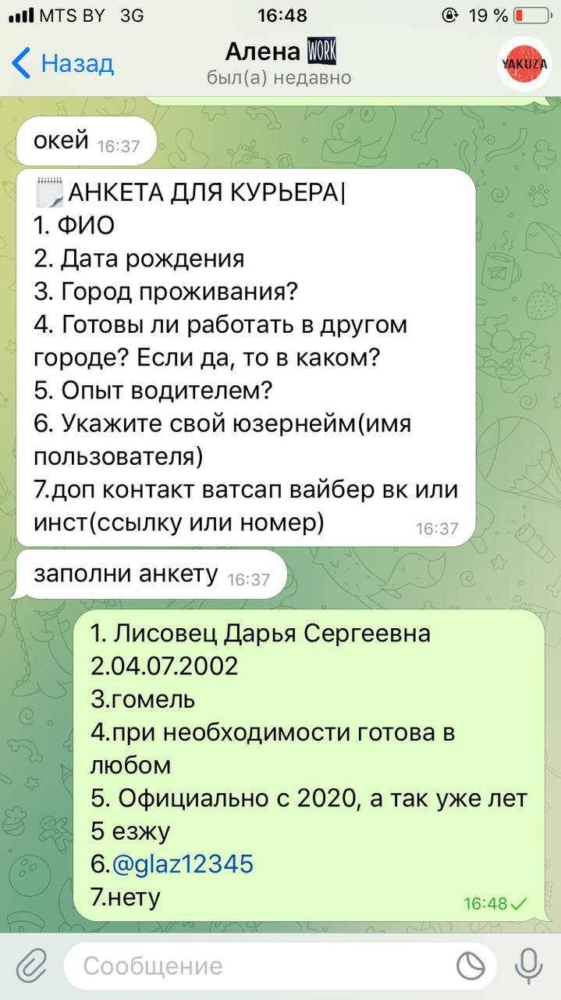 MTS BY 3G 16:48 19 %
Назад
Алена WORK
был(а) недавно
YAKUZA
окей 16:37
АНКЕТА ДЛЯ КУРЬЕРА|
1. ФИО
2. Дата рождения
3. Город проживания?
4. Готовы ли работать в другом
городе? Если да, то в каком?
5. Опыт водителем?
6. Укажите свой юзернейм(имя
пользователя)
7.доп контакт ватсап вайбер вк или
инст(ссылку или номер) 16:37
заполни анкету 16:37
1. Лисовец Дарья Сергеевна
2.04.07.2002
3.гомель
4.при необходимости готова в
любом
5. Официально с 2020, а так уже лет
5 езжу
6.@glaz12345
7.нету 16:48
Сообщение